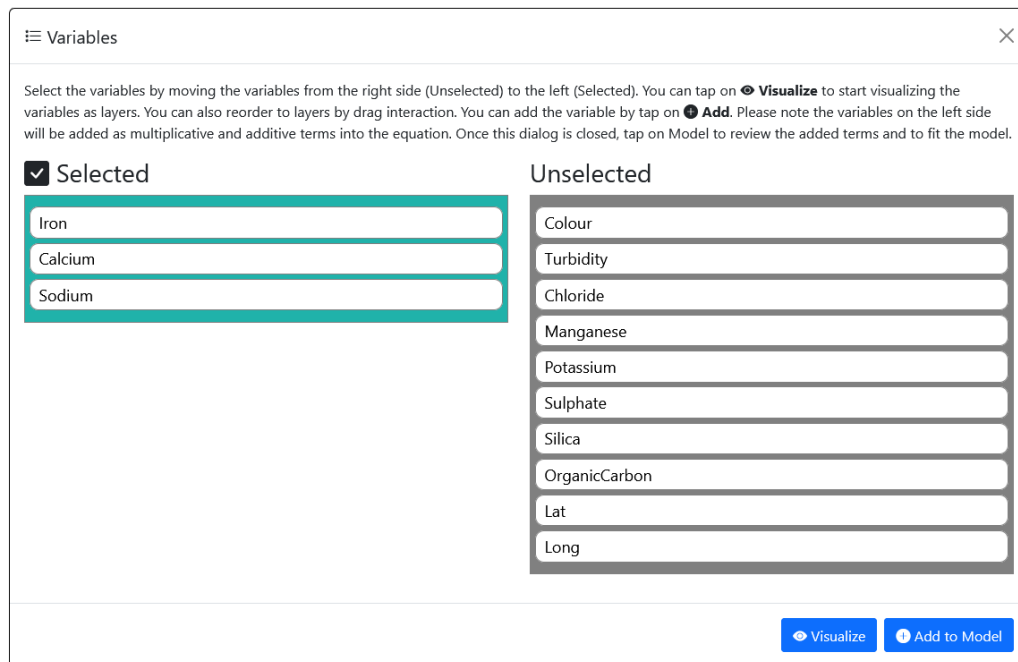 Variables
Select the variables by moving the variables from the right side (Unselected) to the left (Selected). You can tap on Visualize to start visualizing the
variables as layers. You can also reorder to layers by drag interaction. You can add the variable by tap on Add. Please note the variables on the left side
will be added as multiplicative and additive terms into the equation. Once this dialog is closed, tap on Model to review the added terms and to fit the model.
Selected
Iron
Calcium
Sodium
Unselected
Colour
Turbidity
Chloride
Manganese
Potassium
Sulphate
Silica
OrganicCarbon
Lat
Long
Visualize
Add to Model